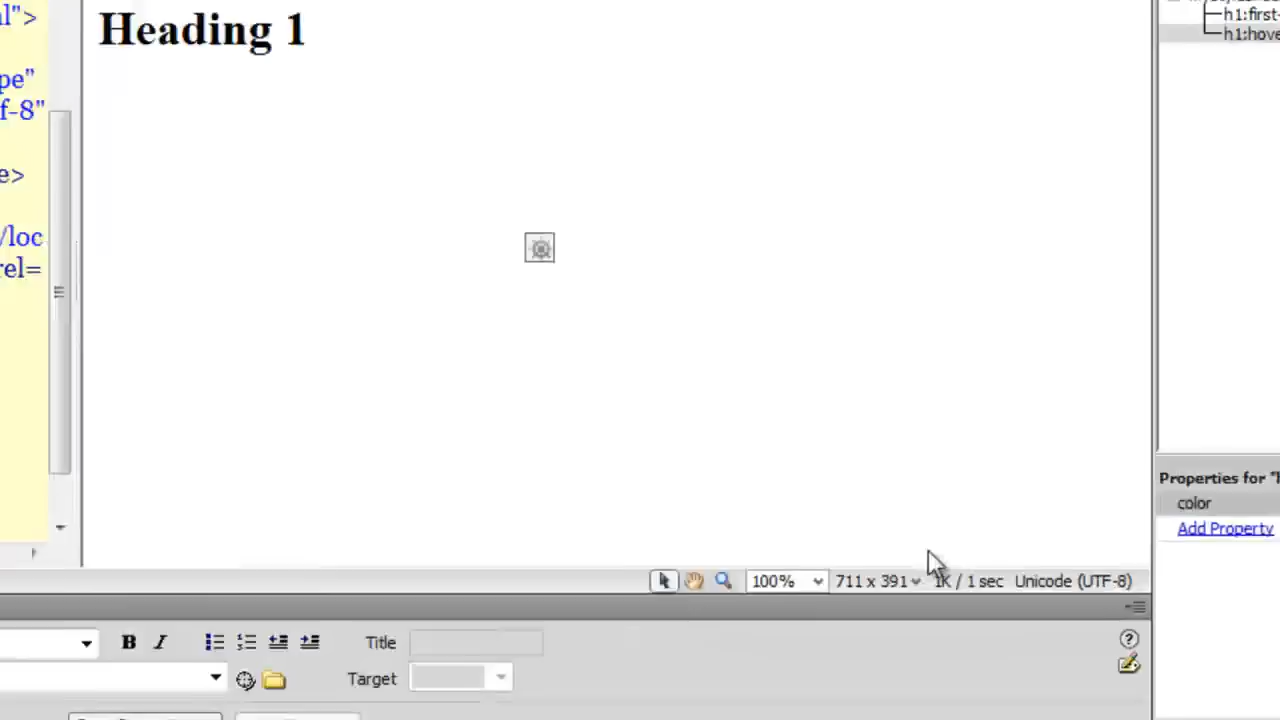 al">
Heading 1
h1:first-
h1:hove
pe"
f-8"
e>
/loc
rel=
Properties for "h
color
Add Property
100% 711 x 391 1K / 1 sec Unicode (UTF-8)
B I Title
Target